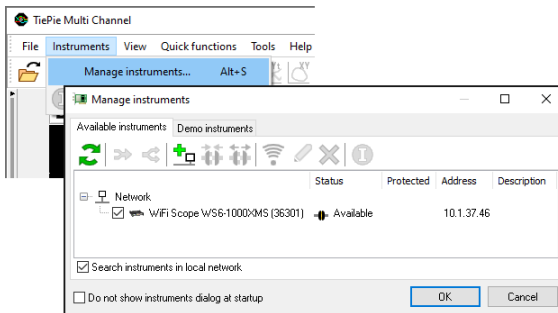 TiePie Multi Channel
File Instruments View Quick functions Tools Help
Manage instruments... Alt+S
Manage instruments
Available instruments Demo instruments
Status Protected Address Description
Network
WiFi Scope WS6-1000XMS (36301) Available 10.1.37.46
Search instruments in local network
Do not show instruments dialog at startup
OK Cancel